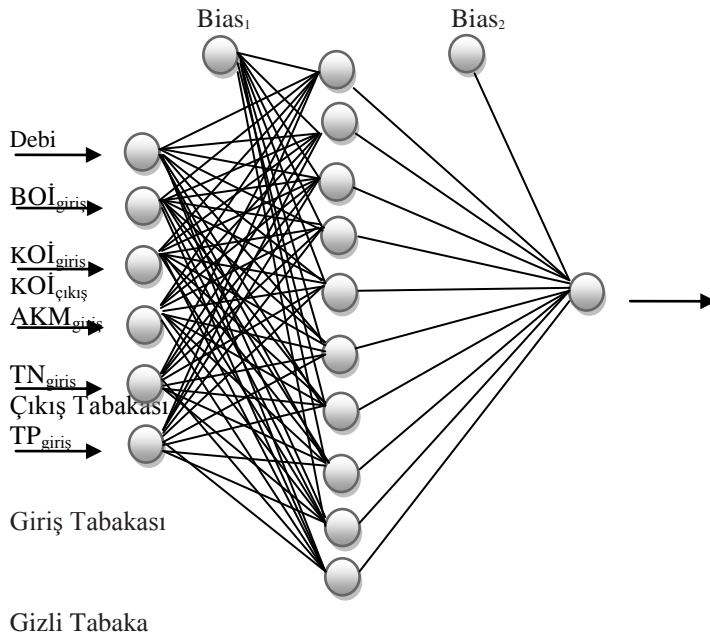 Bias₁
Bias₂
Debi
BOİgiriş
KOİgiriş
KOİçıkış
AKMgiriş
TNgiriş
Çıkış Tabakası
TPgiriş
Giriş Tabakası
Gizli Tabaka